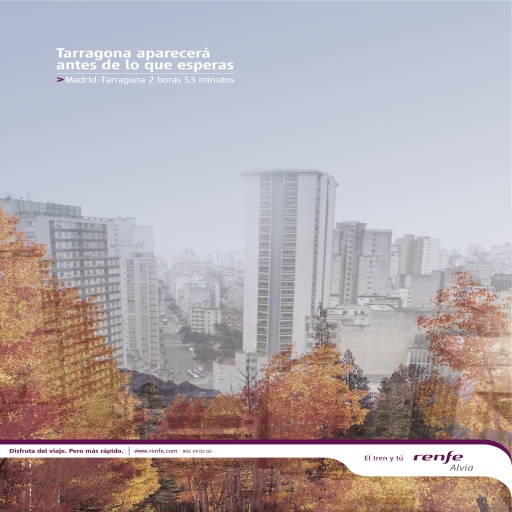 Tarragona aparecerá
antes de lo que esperas
>Madrid-Tarragona 2 horas 53 minutos
Disfruta del viaje. Pero más rápido. | www.renfe.com 902 24 02 02
El tren y tú renfe
Alvia